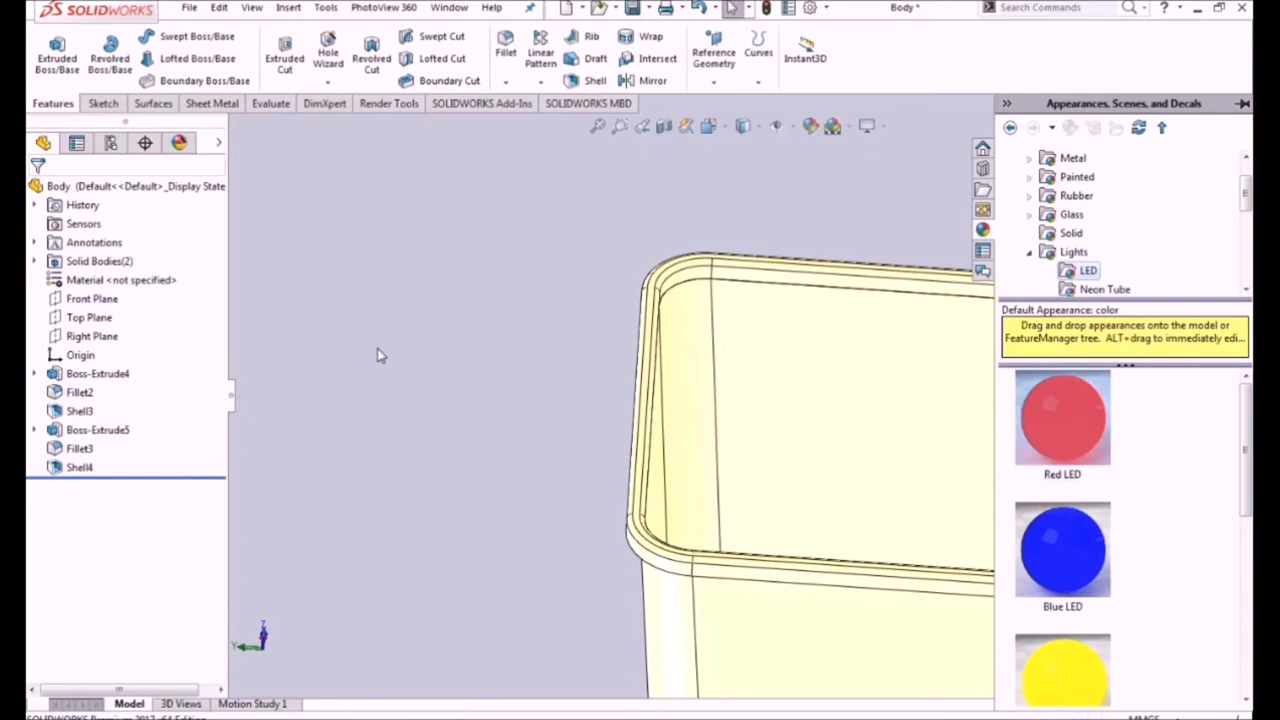 SOLIDWORKS File Edit View Insert Tools PhotoView 360 Window Help Body * Search Commands
Extruded Boss/Base
Revolved Boss/Base
Swept Boss/Base
Lofted Boss/Base
Boundary Boss/Base
Extruded Cut
Hole Wizard
Revolved Cut
Swept Cut
Lofted Cut
Boundary Cut
Fillet
Linear Pattern
Rib
Draft
Shell
Wrap
Intersect
Mirror
Reference Geometry
Curves
Instant3D
Features Sketch Surfaces Sheet Metal Evaluate DimXpert Render Tools SOLIDWORKS Add-Ins SOLIDWORKS MBD
Body (Default<<Default>_Display State
History
Sensors
Annotations
Solid Bodies(2)
Material <not specified>
Front Plane
Top Plane
Right Plane
Origin
Boss-Extrude4
Fillet2
Shell3
Boss-Extrude5
Fillet3
Shell4
Z
Y
Appearances, Scenes, and Decals
Metal
Painted
Rubber
Glass
Solid
Lights
LED
Neon Tube
Default Appearance: color
Drag and drop appearances onto the model or
FeatureManager tree. ALT+drag to immediately edi...
Red LED
Blue LED
Model 3D Views Motion Study 1
SOLIDWORKS Premium 2017 x64 Edition
MMGS